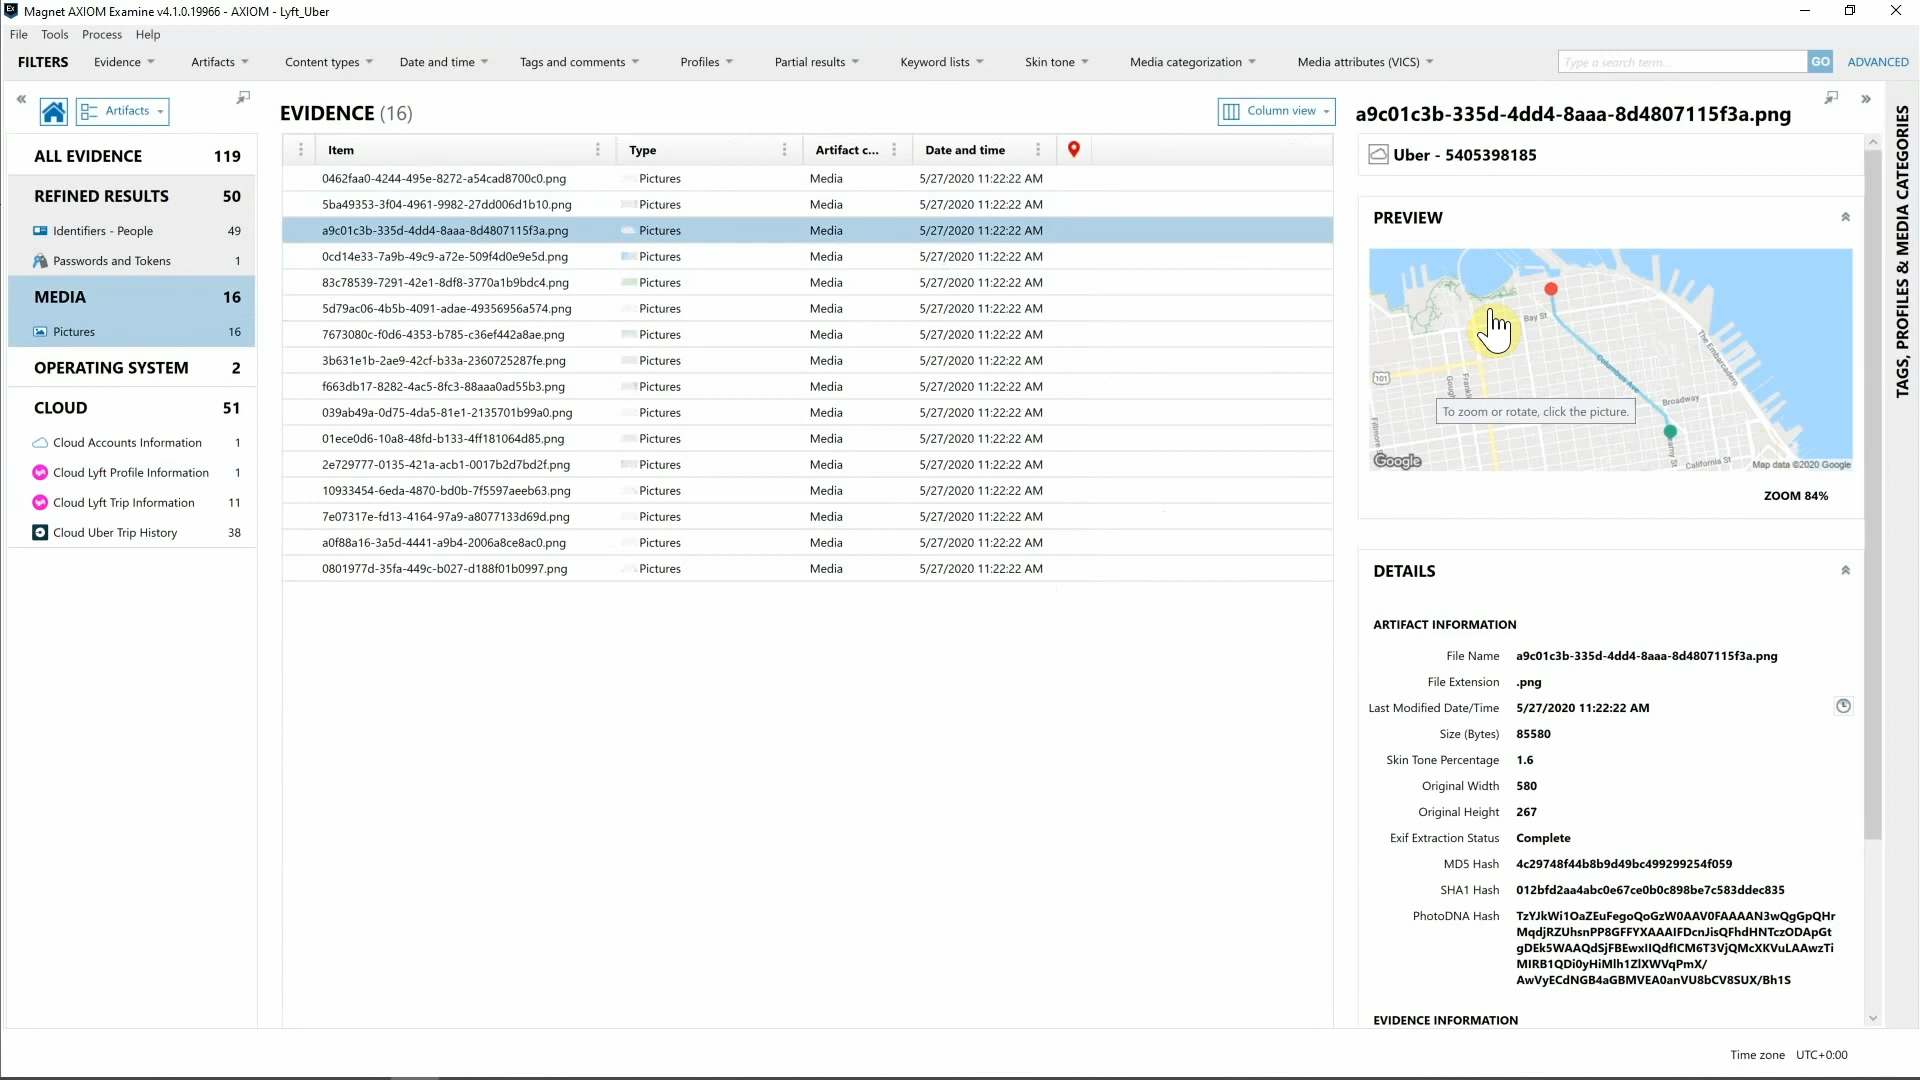 Magnet AXIOM Examine v4.1.0.19966 - AXIOM - Lyft_Uber
File Tools Process Help
FILTERS Evidence Artifacts Content types Date and time Tags and comments Profiles Partial results Keyword lists Skin tone Media categorization Media attributes (VICS) Type a search term... GO ADVANCED
Artifacts
ALL EVIDENCE 119
REFINED RESULTS 50
Identifiers - People 49
Passwords and Tokens 1
MEDIA 16
Pictures 16
OPERATING SYSTEM 2
CLOUD 51
Cloud Accounts Information 1
Cloud Lyft Profile Information 1
Cloud Lyft Trip Information 11
Cloud Uber Trip History 38
EVIDENCE (16)
Column view
Item Type Artifact c... Date and time
0462faa0-4244-495e-8272-a54cad8700c0.png Pictures Media 5/27/2020 11:22:22 AM
5ba49353-3f04-4961-9982-27dd006d1b10.png Pictures Media 5/27/2020 11:22:22 AM
a9c01c3b-335d-4dd4-8aaa-8d4807115f3a.png Pictures Media 5/27/2020 11:22:22 AM
0cd14e33-7a9b-49c9-a72e-509f4d0e9e5d.png Pictures Media 5/27/2020 11:22:22 AM
83c78539-7291-42e1-8df8-3770a1b9bdc4.png Pictures Media 5/27/2020 11:22:22 AM
5d79ac06-4b5b-4091-adae-49356956a574.png Pictures Media 5/27/2020 11:22:22 AM
7673080c-f0d6-4353-b785-c36ef442a8ae.png Pictures Media 5/27/2020 11:22:22 AM
3b631e1b-2ae9-42cf-b33a-2360725287fe.png Pictures Media 5/27/2020 11:22:22 AM
f663db17-8282-4ac5-8fc3-88aaa0ad55b3.png Pictures Media 5/27/2020 11:22:22 AM
039ab49a-0d75-4da5-81e1-2135701b99a0.png Pictures Media 5/27/2020 11:22:22 AM
01ece0d6-10a8-48fd-b133-4ff181064d85.png Pictures Media 5/27/2020 11:22:22 AM
2e729777-0135-421a-acb1-0017b2d7bd2f.png Pictures Media 5/27/2020 11:22:22 AM
10933454-6eda-4870-bd0b-7f5597aeeb63.png Pictures Media 5/27/2020 11:22:22 AM
7e07317e-fd13-4164-97a9-a8077133d69d.png Pictures Media 5/27/2020 11:22:22 AM
a0f88a16-3a5d-4441-a9b4-2006a8ce8ac0.png Pictures Media 5/27/2020 11:22:22 AM
0801977d-35fa-449c-b027-d188f01b0997.png Pictures Media 5/27/2020 11:22:22 AM
a9c01c3b-335d-4dd4-8aaa-8d4807115f3a.png
Uber - 5405398185
PREVIEW
Bay St
The Embarcadero
Columbus Ave
101
Broadway
To zoom or rotate, click the picture.
California St
Google
Map data ©2020 Google
ZOOM 84%
DETAILS
ARTIFACT INFORMATION
File Name a9c01c3b-335d-4dd4-8aaa-8d4807115f3a.png
File Extension .png
Last Modified Date/Time 5/27/2020 11:22:22 AM
Size (Bytes) 85580
Skin Tone Percentage 1.6
Original Width 580
Original Height 267
Exif Extraction Status Complete
MD5 Hash 4c29748f44b8b9d49bc499299254f059
SHA1 Hash 012bfd2aa4abc0e67ce0b0c898be7c583ddec835
PhotoDNA Hash TzYJkWi1OaZEuFegoQoGzW0AAV0FAAAAN3wQgGpQHr
MqdjRZUhsnPP8GFFYXAAAIFDcnJisQFhdHNTczODApGt
gDEk5WAAQdSjFBEwxIIQdfICM6T3VjQMcXKVuLAAwzTi
MIRB1QDi0yHiMlh1ZlXWVqPmX/
AwVyECdNGB4aGBMVEA0anVU8bCV8SUX/Bh1S
EVIDENCE INFORMATION
TAGS, PROFILES & MEDIA CATEGORIES
Time zone UTC+0:00